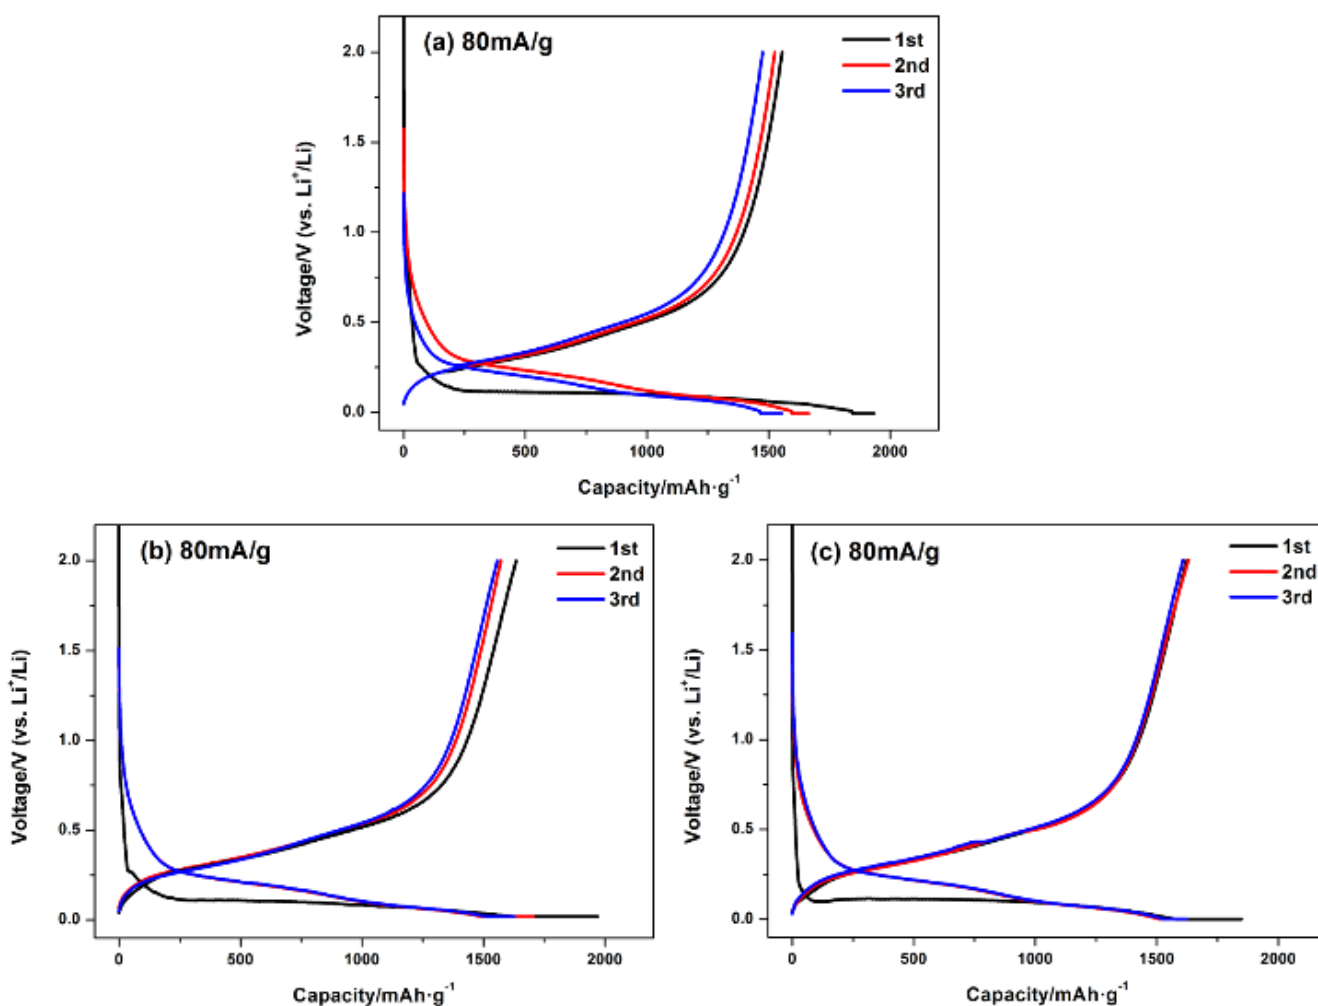 (a) 80mA/g
1st
2nd
3rd
2.0
1.5
1.0
0.5
0.0
Voltage/V (vs. Li⁺/Li)
0
500
1000
1500
2000
Capacity/mAh·g⁻¹
(b) 80mA/g
1st
2nd
3rd
2.0
1.5
1.0
0.5
0.0
Voltage/V (vs. Li⁺/Li)
0
500
1000
1500
2000
Capacity/mAh·g⁻¹
(c) 80mA/g
1st
2nd
3rd
2.0
1.5
1.0
0.5
0.0
Voltage/V (vs. Li⁺/Li)
0
500
1000
1500
2000
Capacity/mAh·g⁻¹